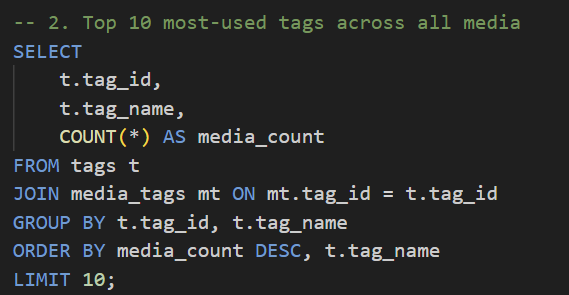 -- 2. Top 10 most-used tags across all media
SELECT
    t.tag_id,
    t.tag_name,
    COUNT(*) AS media_count
FROM tags t
JOIN media_tags mt ON mt.tag_id = t.tag_id
GROUP BY t.tag_id, t.tag_name
ORDER BY media_count DESC, t.tag_name
LIMIT 10;